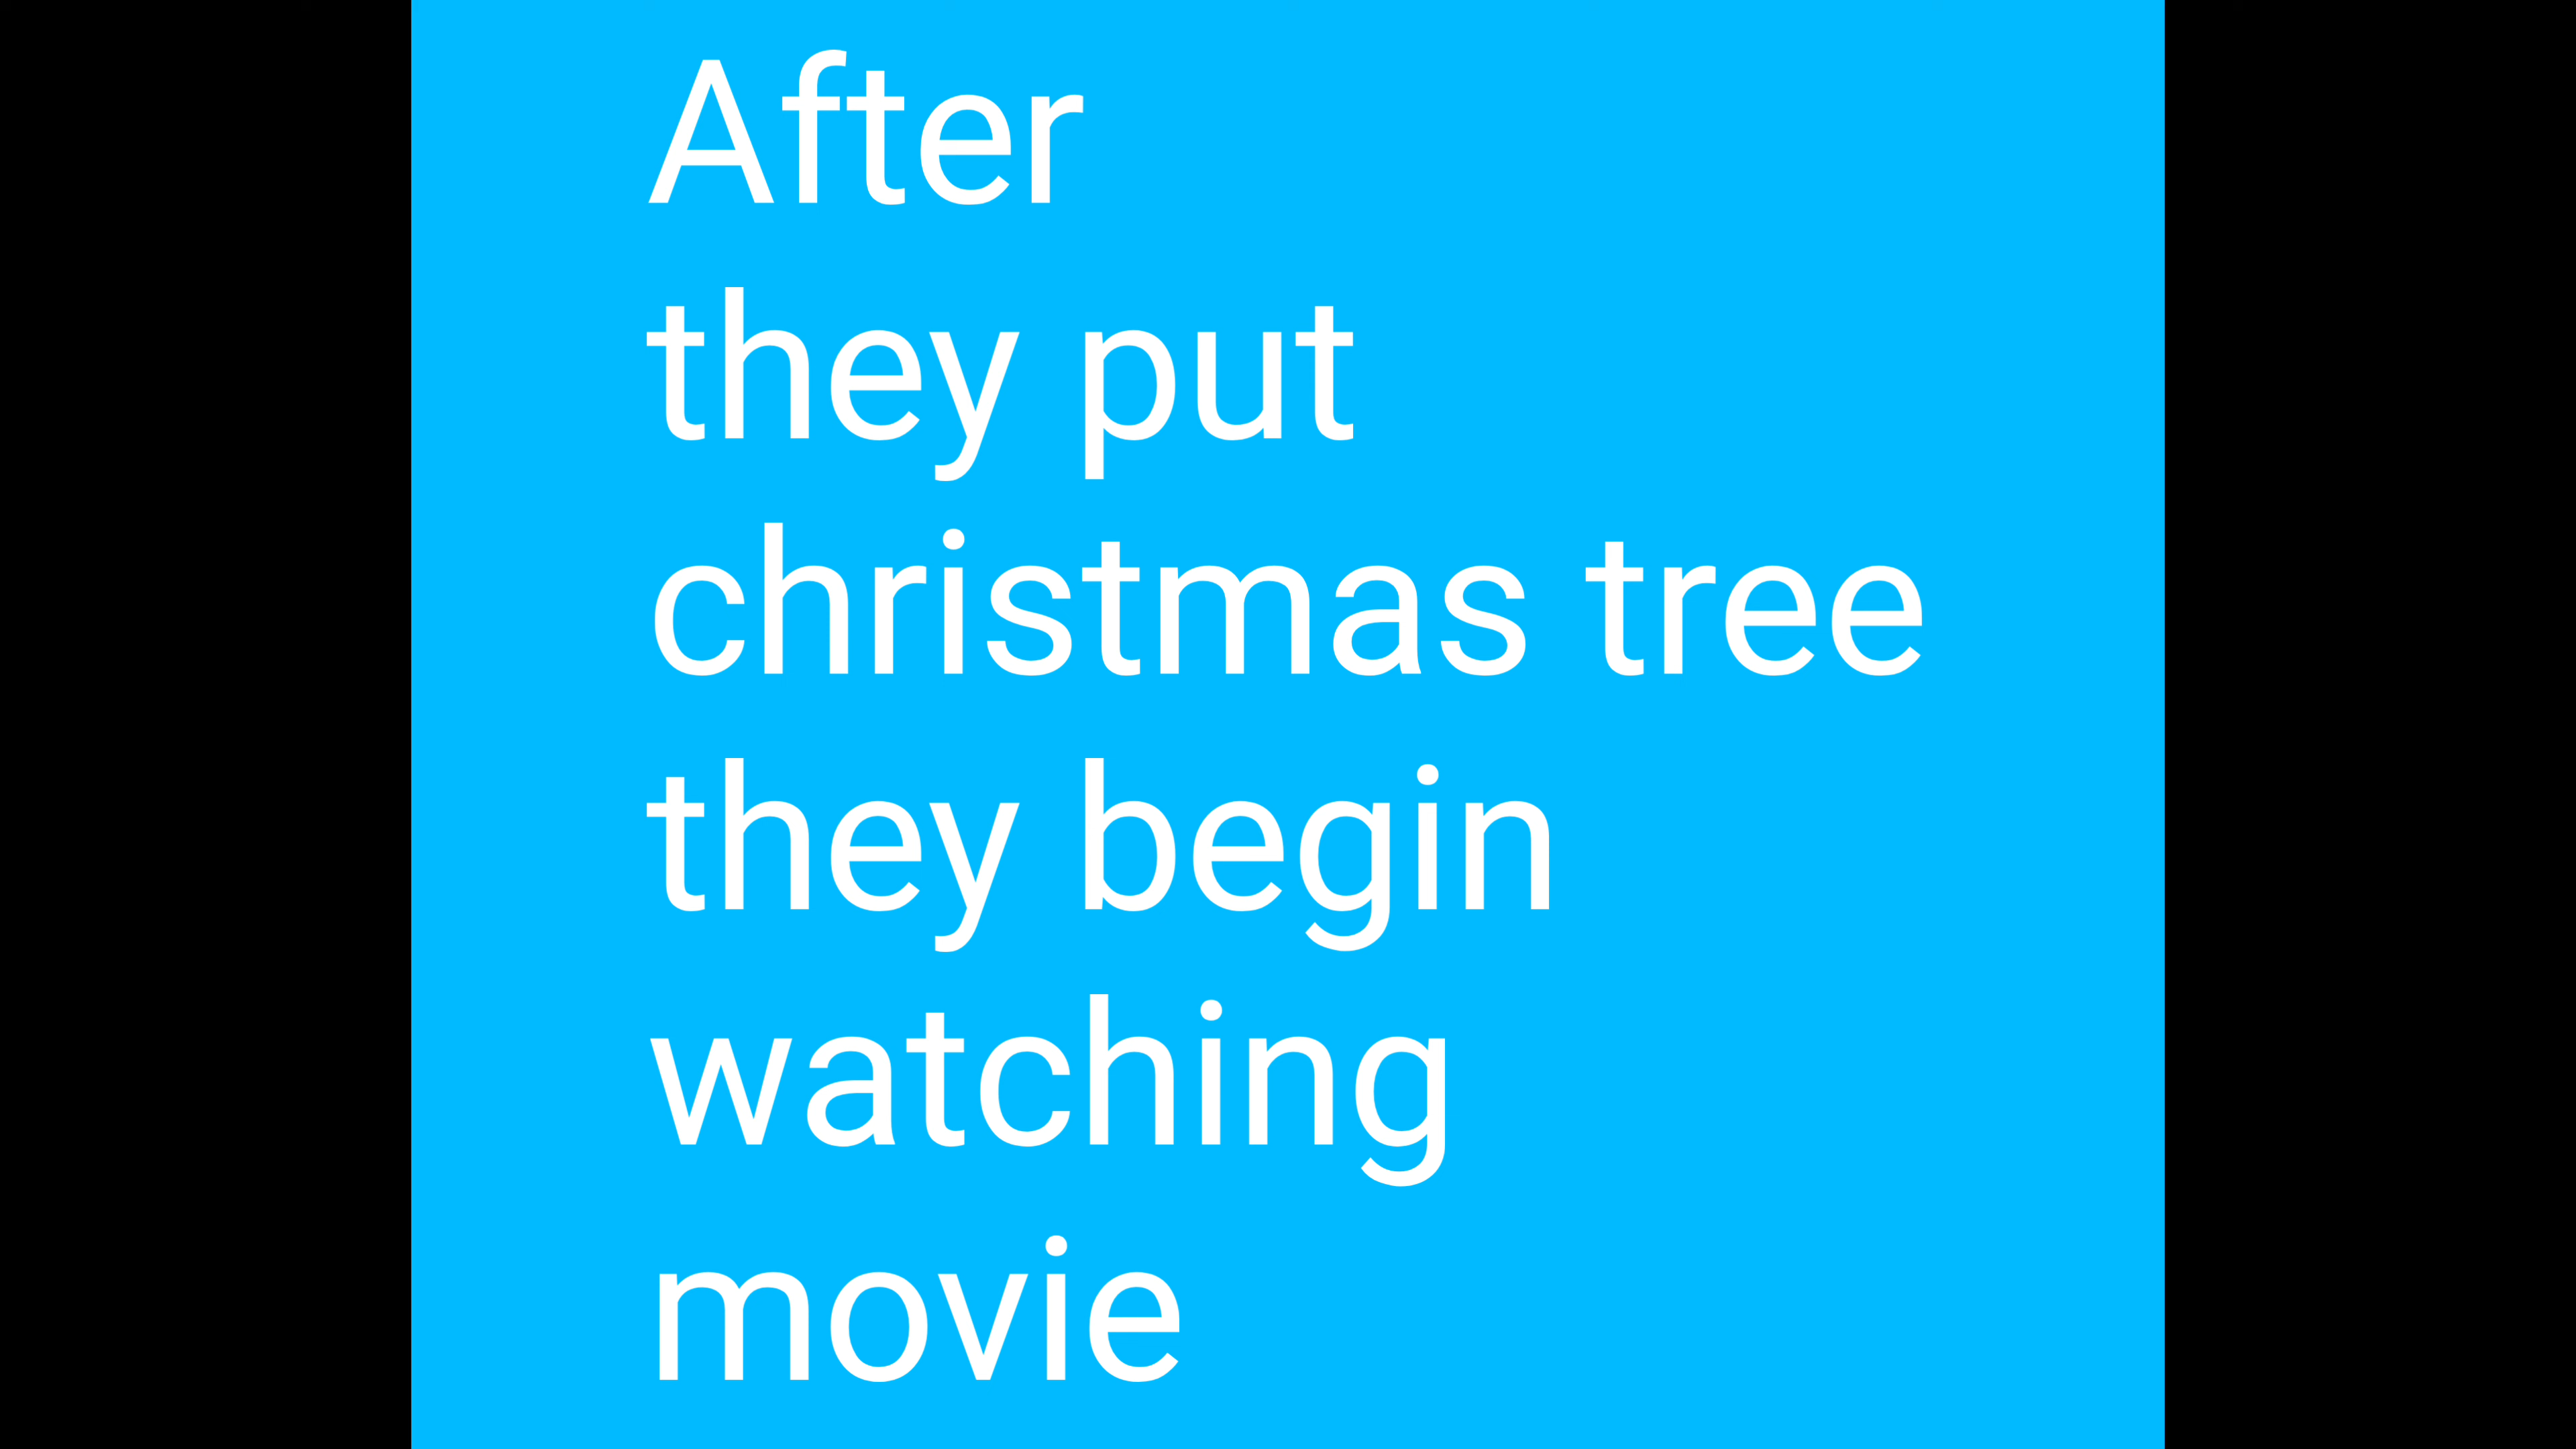 After
they put
christmas tree
they begin
watching
movie